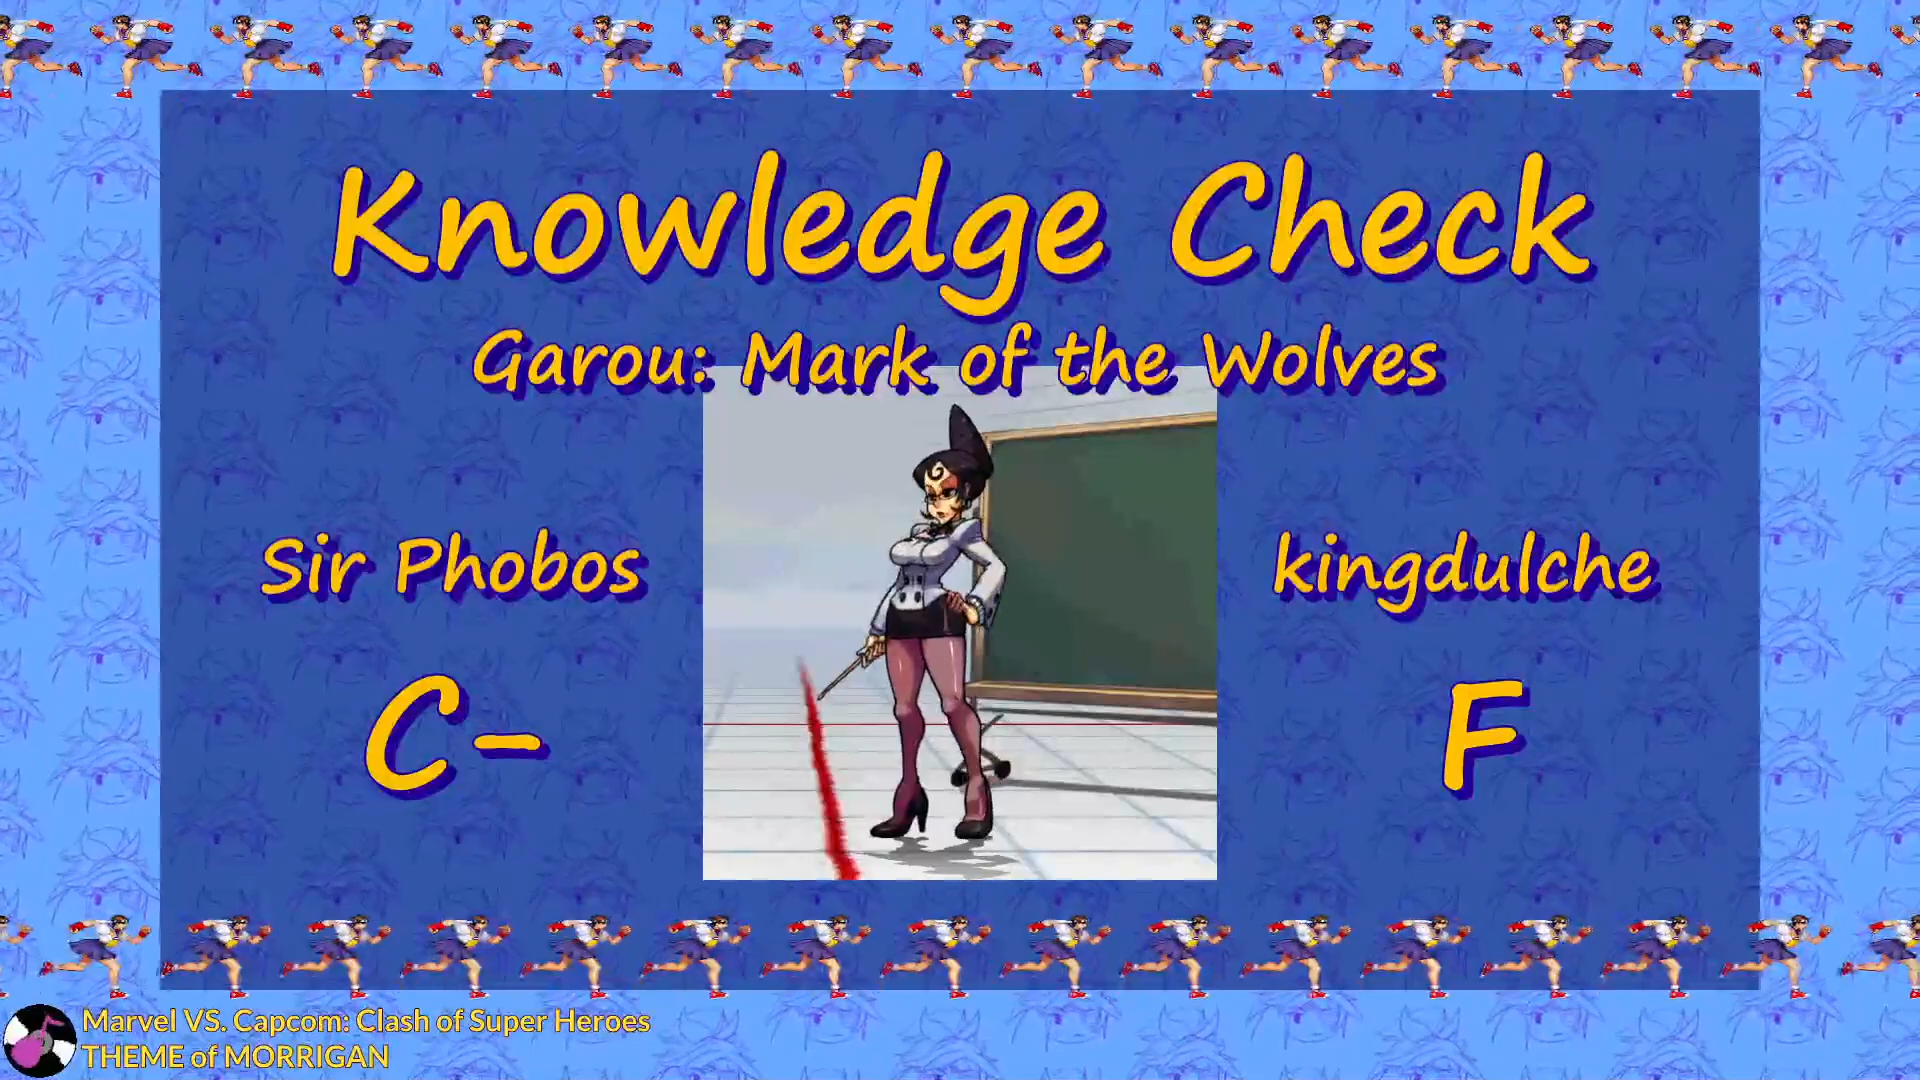 Knowledge Check
Garou: Mark of the Wolves
Sir Phobos
kingdulche
C-
F
Marvel VS. Capcom: Clash of Super Heroes
THEME of MORRIGAN